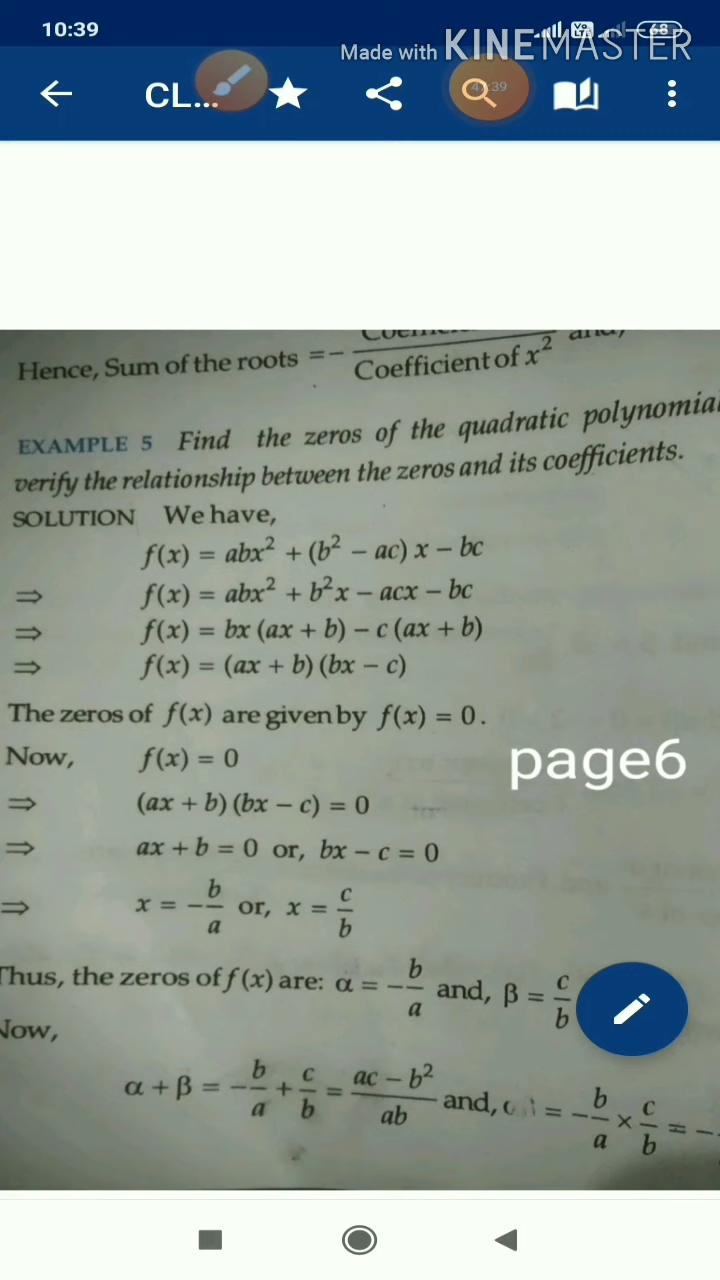 10:39
68
Made with KINEMASTER
CL...
47:39
Hence, Sum of the roots = - / Coefficient of x² and,
EXAMPLE 5 Find the zeros of the quadratic
verify the relationship between the zeros and its coefficients.
SOLUTION We have,
f(x) = abx² + (b² – ac) x – bc
⇒ f(x) = abx² + b²x – acx – bc
⇒ f(x) = bx (ax + b) – c (ax + b)
⇒ f(x) = (ax + b) (bx – c)
The zeros of f(x) are given by f(x) = 0.
Now, f(x) = 0
page6
⇒ (ax + b) (bx – c) = 0
⇒ ax + b = 0 or, bx – c = 0
⇒ x = -b/a or, x = c/b
Thus, the zeros of f(x) are: α = -b/a and, β = c/b
Now,
α + β = -b/a + c/b = ac – b²/ab and, = -b/a × c/b = -